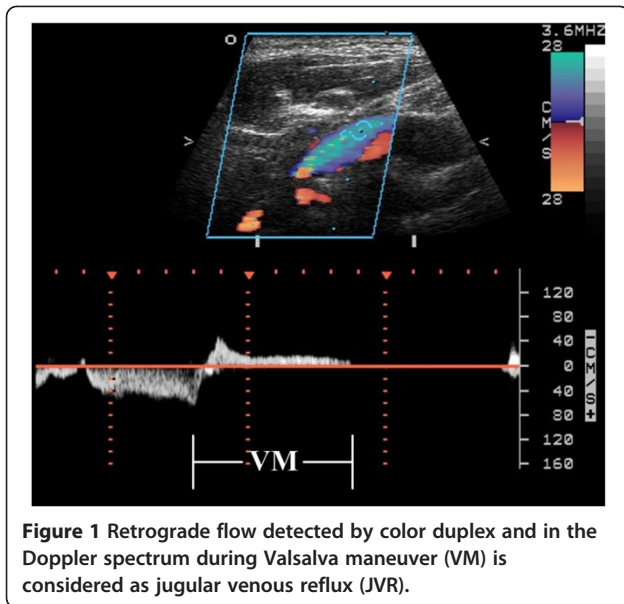 3.6MHZ
28
C
M
/
S
28
120
80
40
0
40
80
120
160
- CM/S +
VM
Figure 1 Retrograde flow detected by color duplex and in the
Doppler spectrum during Valsalva maneuver (VM) is
considered as jugular venous reflux (JVR).